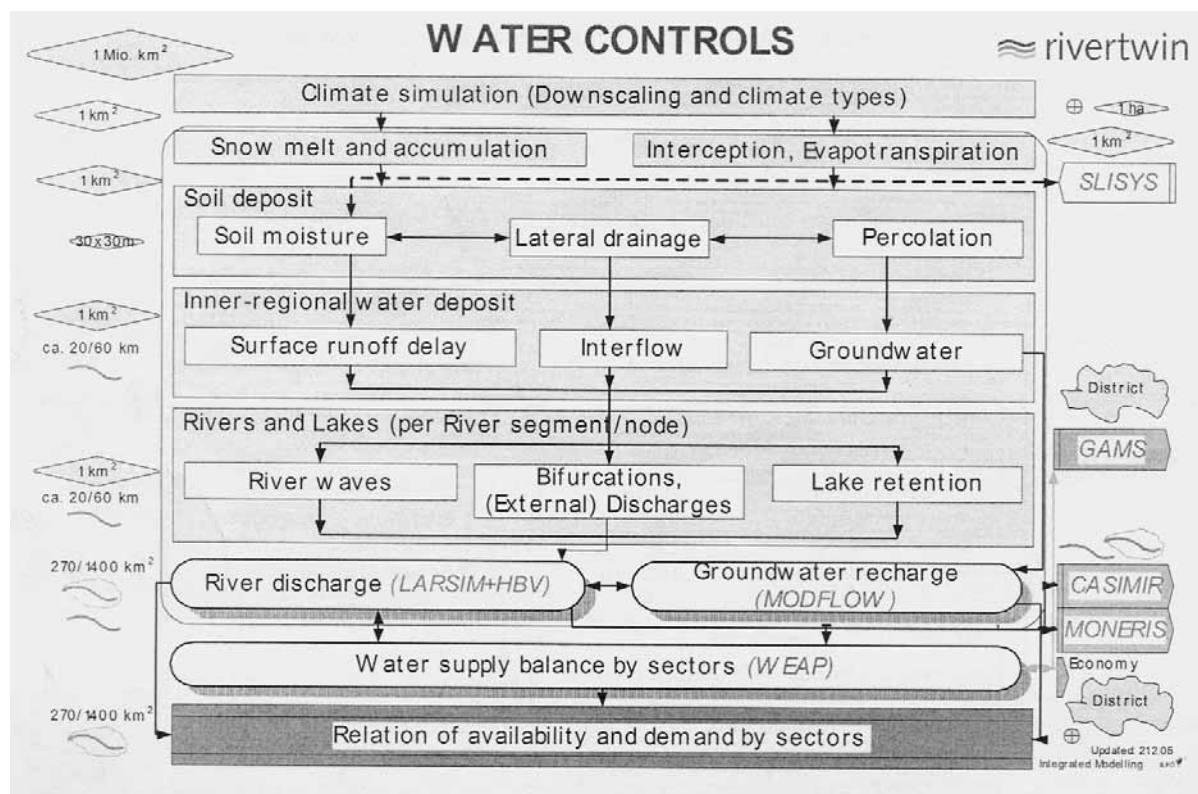 WATER CONTROLS
rivertwin
1 Mio. km²
Climate simulation (Downscaling and climate types)
1 km²
1 ha
Snow melt and accumulation
Interception, Evapotranspiration
1 km²
1 km²
SLISYS
Soil deposit
30x30m
Soil moisture
Lateral drainage
Percolation
Inner-regional water deposit
1 km²
ca. 20/60 km
Surface runoff delay
Interflow
Groundwater
District
Rivers and Lakes (per River segment/node)
GAMS
1 km²
ca. 20/60 km
River waves
Bifurcations,
(External) Discharges
Lake retention
270/1400 km²
River discharge (LARSIM+HBV)
Groundwater recharge
(MODFLOW)
CASIMIR
MONERIS
Water supply balance by sectors (WEAP)
Economy
District
270/1400 km²
Relation of availability and demand by sectors
Updated: 212.05
Integrated Modelling